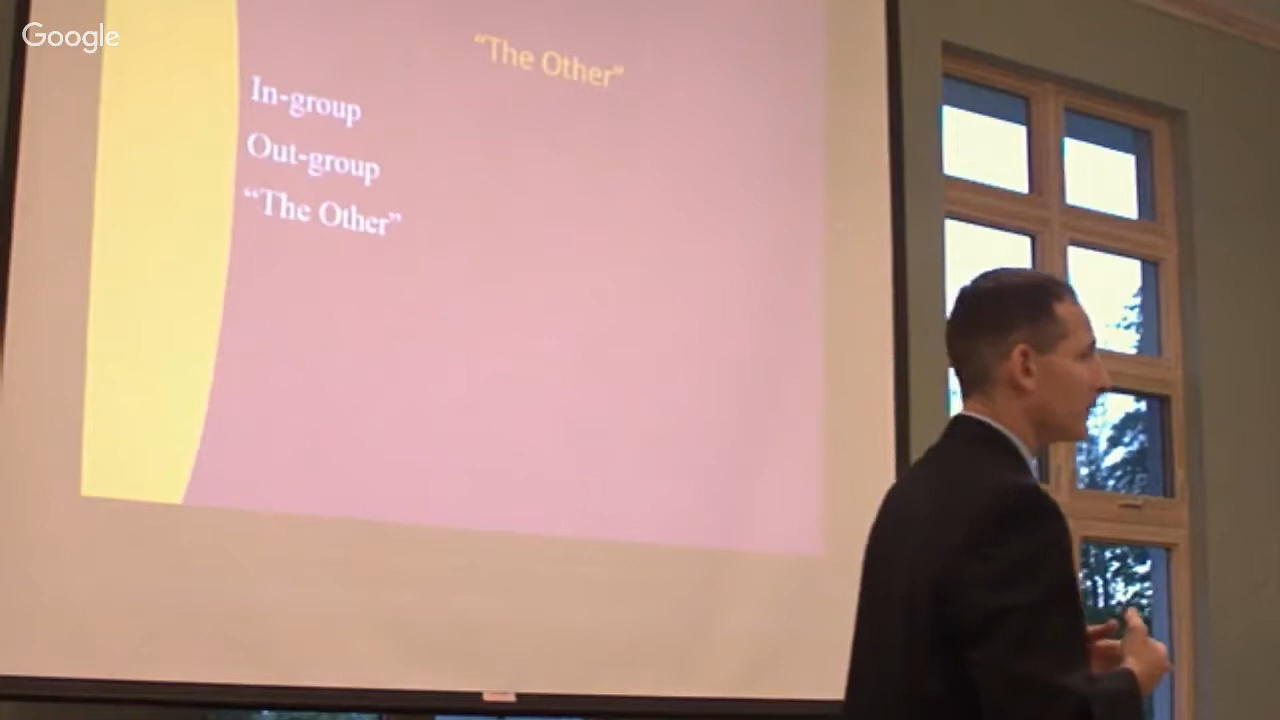 Google
“The Other”
In-group
Out-group
“The Other”